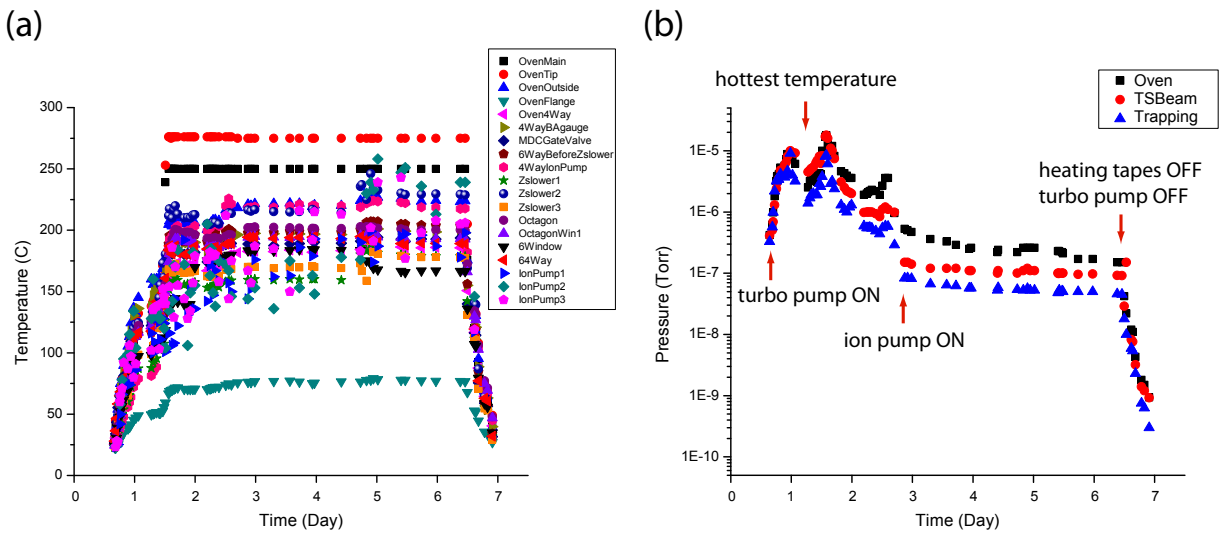 (a)
(b)
OvenMain
OvenTip
OvenOutside
OvenFlange
Oven4Way
4WayBAgauge
MDCGateValve
6WayBeforeZslower
4WayIonPump
Zslower1
Zslower2
Zslower3
Octagon
OctagonWin1
6Window
64Way
IonPump1
IonPump2
IonPump3
300
250
200
150
100
50
0
Temperature (C)
0 1 2 3 4 5 6 7
Time (Day)
hottest temperature
Oven
TSBeam
Trapping
heating tapes OFF
turbo pump OFF
turbo pump ON
ion pump ON
1E-5
1E-6
1E-7
1E-8
1E-9
1E-10
Pressure (Torr)
0 1 2 3 4 5 6 7
Time (Day)